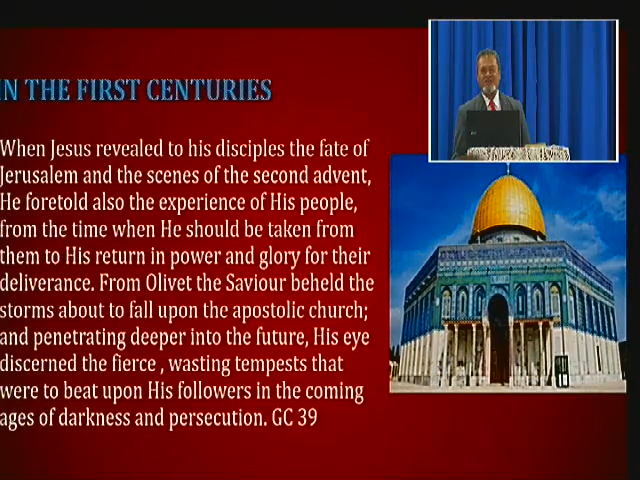 IN THE FIRST CENTURIES
When Jesus revealed to his disciples the fate of
Jerusalem and the scenes of the second advent,
He foretold also the experience of His people,
from the time when He should be taken from
them to His return in power and glory for their
deliverance. From Olivet the Saviour beheld the
storms about to fall upon the apostolic church;
and penetrating deeper into the future, His eye
discerned the fierce , wasting tempests that
were to beat upon His followers in the coming
ages of darkness and persecution. GC 39